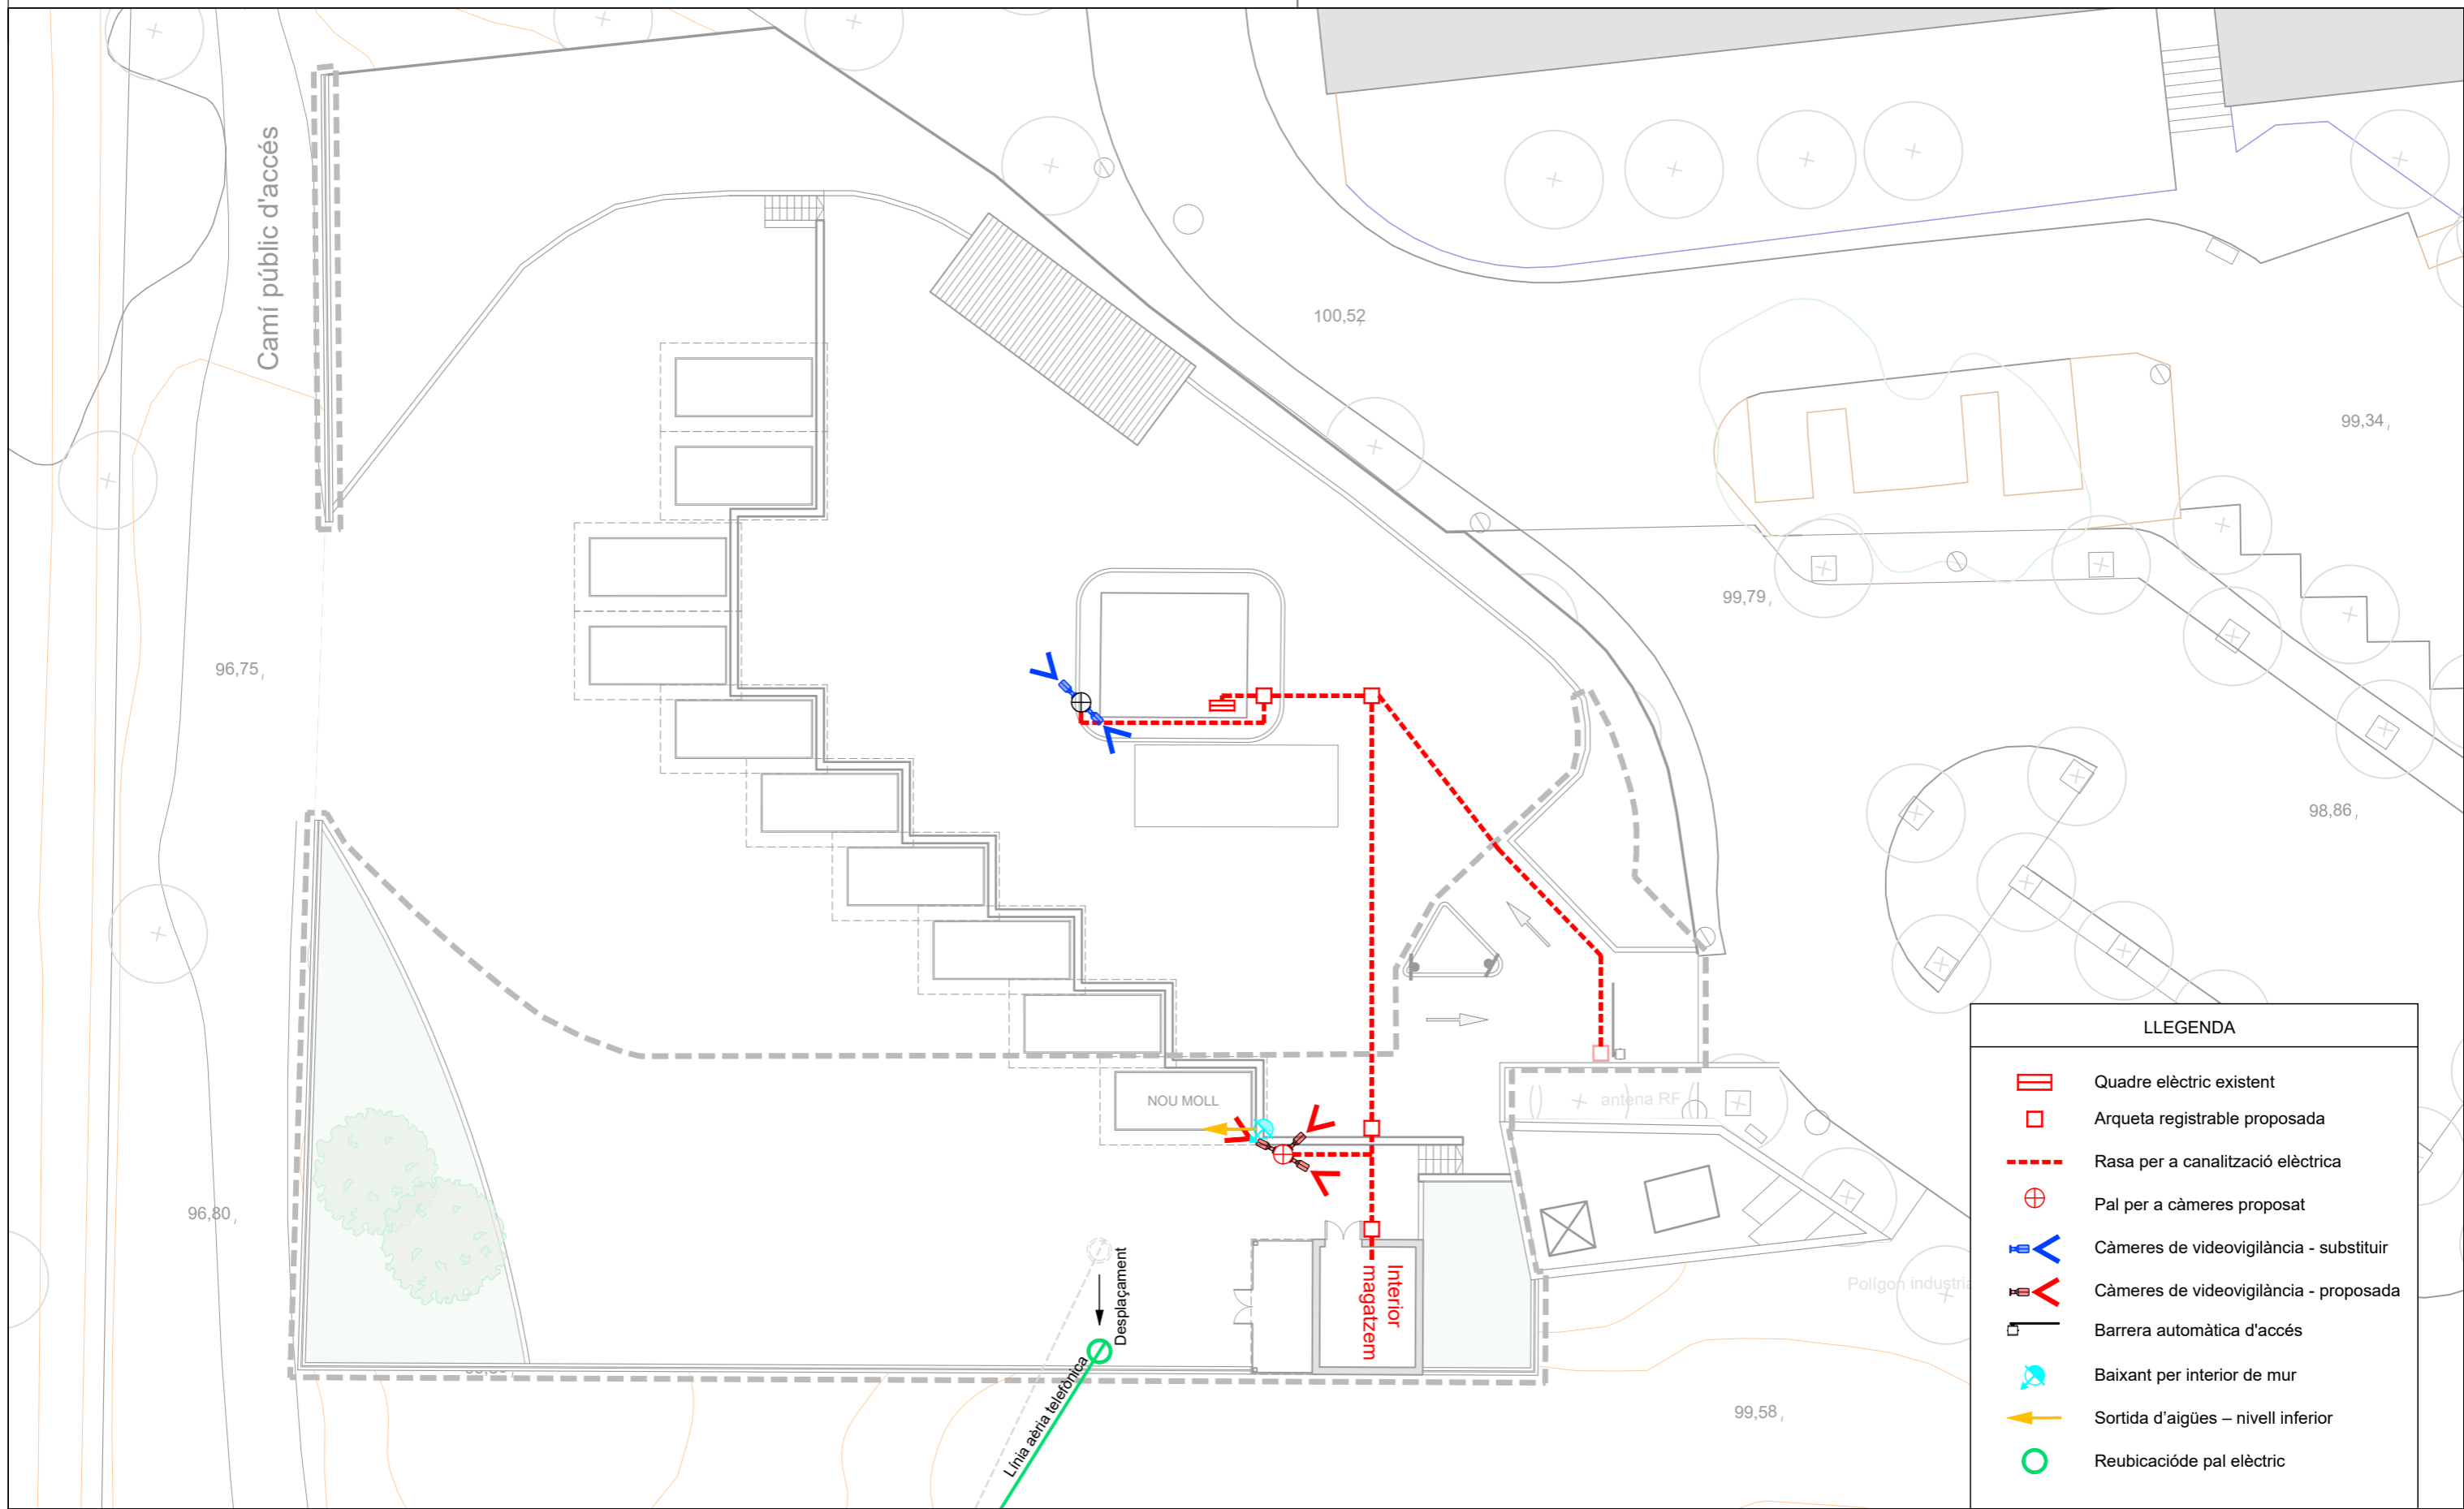 Camí públic d'accés
100,52
99,34
99,79
96,75
98,86
NOU MOLL
antena RF
96,80
Interior
magatzem
Desplaçament
Línia aèria telefònica
Polígon industria
99,58
LLEGENDA
Quadre elèctric existent
Arqueta registrable proposada
Rasa per a canalització elèctrica
Pal per a càmeres proposat
Càmeres de videovigilància - substituir
Càmeres de videovigilància - proposada
Barrera automàtica d'accés
Baixant per interior de mur
Sortida d’aigües – nivell inferior
Reubicacióde pal elèctric